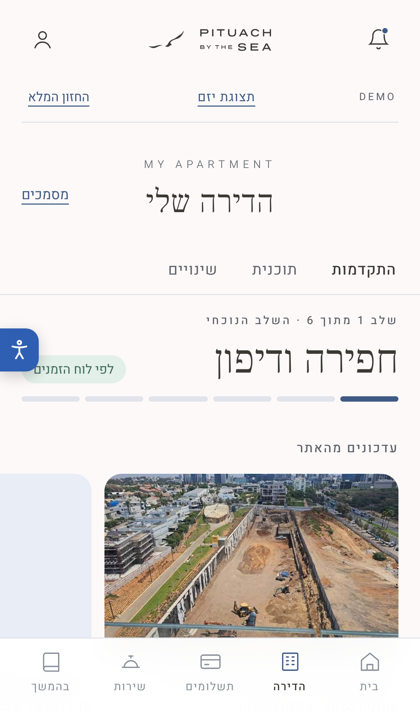 PITUACH
BY THE SEA
DEMO
תצוגת יזם
החזון המלא
MY APARTMENT
הדירה שלי
מסמכים
התקדמות
תוכנית
שינויים
שלב 1 מתוך 6 · השלב הנוכחי
חפירה ודיפון
לפי לוח הזמנים
עדכונים מהאתר
בית
הדירה
תשלומים
שירות
בהמשך